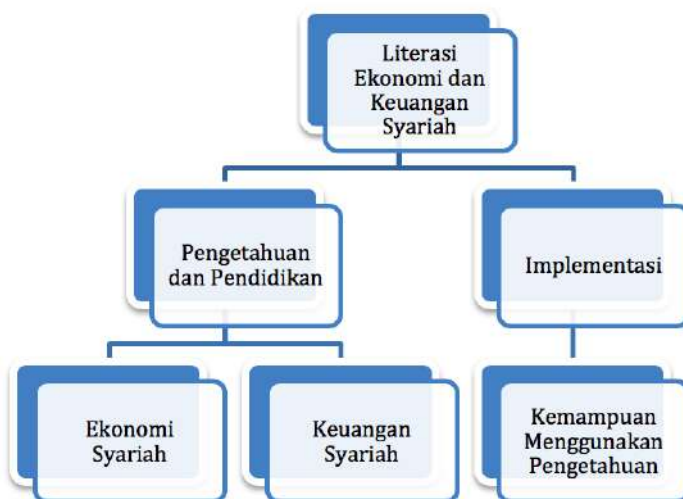 Literasi
Ekonomi dan
Keuangan
Syariah
Pengetahuan
dan Pendidikan
Implementasi
Ekonomi
Syariah
Keuangan
Syariah
Kemampuan
Menggunakan
Pengetahuan